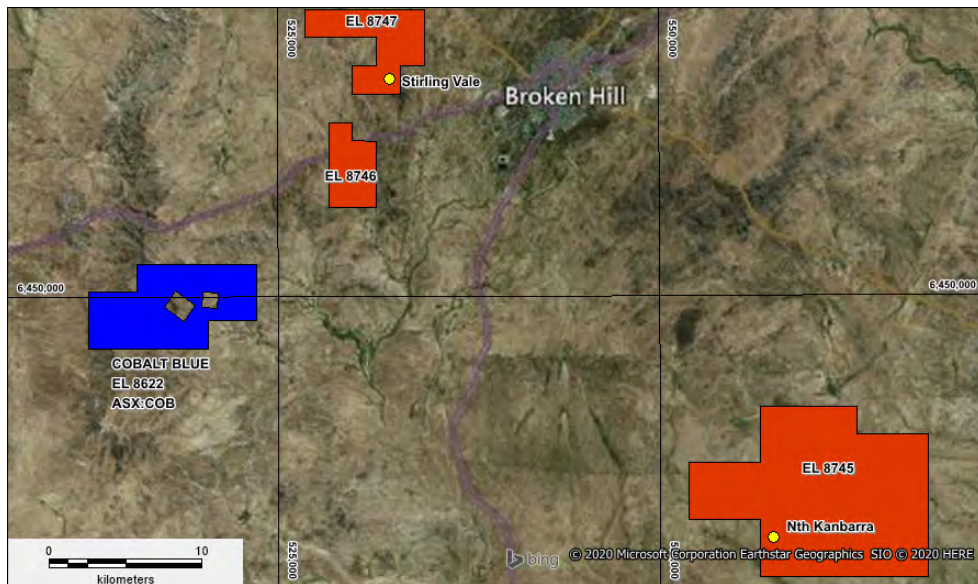 EL 8747
525,000
550,000
Stirling Vale
Broken Hill
EL 8746
6,450,000
6,450,000
COBALT BLUE
EL 8622
ASX:COB
EL 8745
Nth Kanbarra
0 10
kilometers
525,000
550,000
bing
© 2020 Microsoft Corporation Earthstar Geographics SIO © 2020 HERE